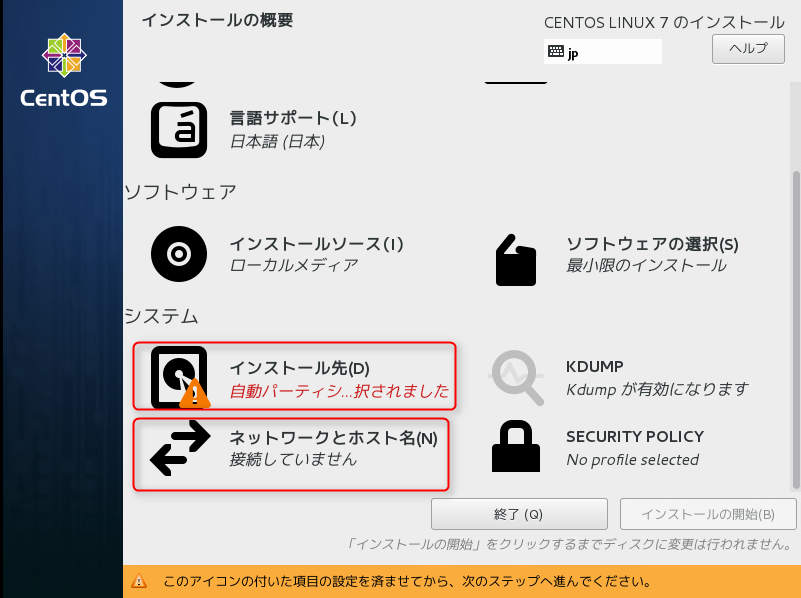 インストールの概要
CENTOS LINUX 7 のインストール
jp
ヘルプ
CentOS
言語サポート(L)
日本語 (日本)
ソフトウェア
インストールソース(I)
ローカルメディア
ソフトウェアの選択(S)
最小限のインストール
システム
インストール先(D)
自動パーティシ...択されました
KDUMP
Kdump が有効になります
ネットワークとホスト名(N)
接続していません
SECURITY POLICY
No profile selected
終了 (Q)
インストールの開始(B)
「インストールの開始」をクリックするまでディスクに変更は行われません。
このアイコンの付いた項目の設定を済ませてから、次のステップへ進んでください。